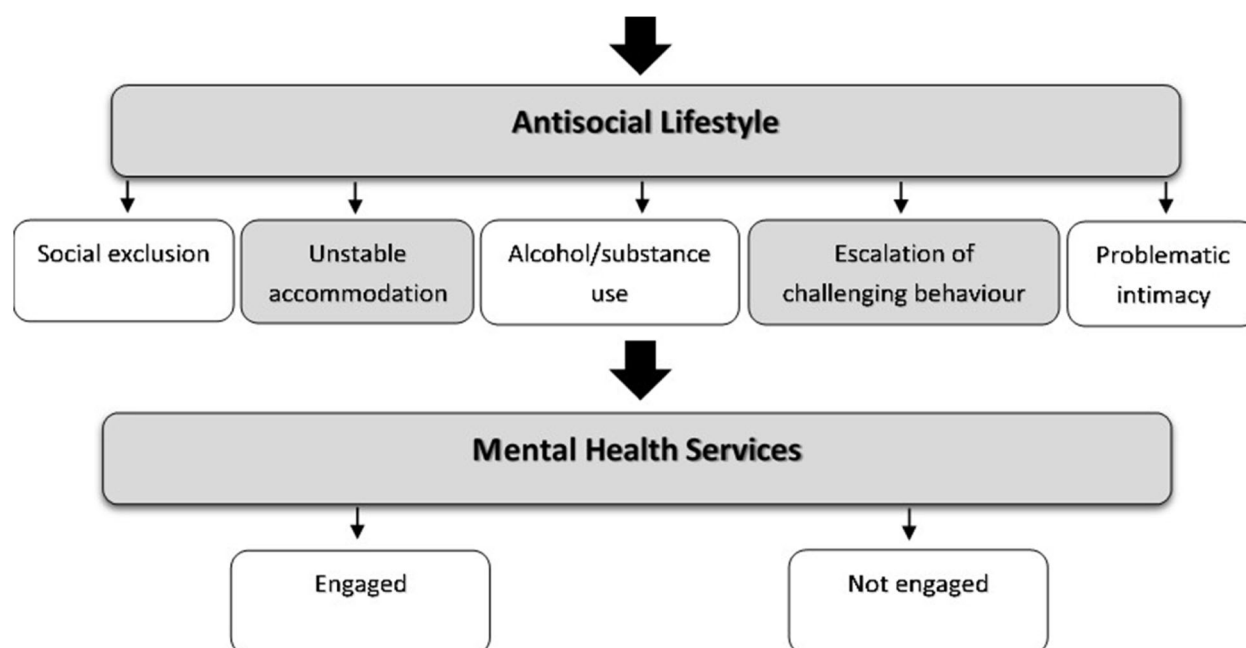 Antisocial Lifestyle
Social exclusion
Unstable
accommodation
Alcohol/substance
use
Escalation of
challenging behaviour
Problematic
intimacy
Mental Health Services
Engaged
Not engaged